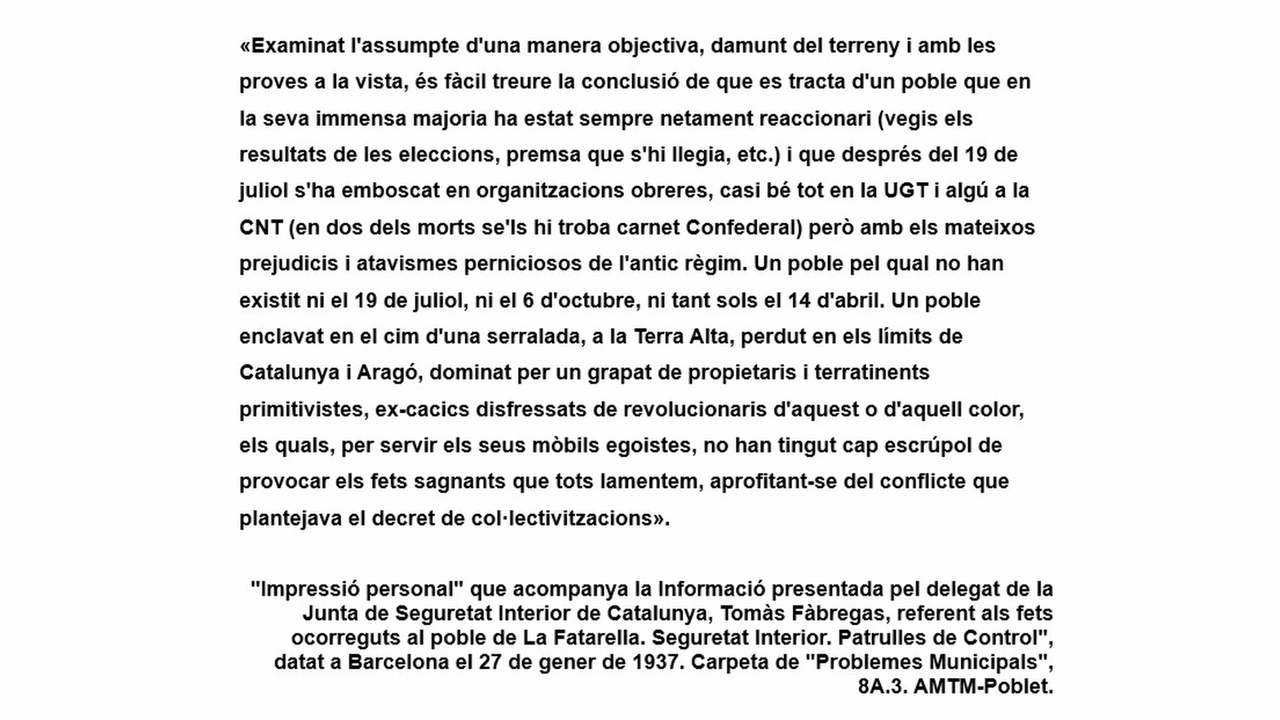 «Examinat l'assumpte d'una manera objectiva, damunt del terreny i amb les
proves a la vista, és fàcil treure la conclusió de que es tracta d'un poble que en
la seva immensa majoria ha estat sempre netament reaccionari (vegis els
resultats de les eleccions, premsa que s'hi llegia, etc.) i que després del 19 de
juliol s'ha emboscat en organitzacions obreres, casi bé tot en la UGT i algú a la
CNT (en dos dels morts se'ls hi troba carnet Confederal) però amb els mateixos
prejudicis i atavismes perniciosos de l'antic règim. Un poble pel qual no han
existit ni el 19 de juliol, ni el 6 d'octubre, ni tant sols el 14 d'abril. Un poble
enclavat en el cim d'una serralada, a la Terra Alta, perdut en els límits de
Catalunya i Aragó, dominat per un grapat de propietaris i terratinents
primitivistes, ex-cacics disfressats de revolucionaris d'aquest o d'aquell color,
els quals, per servir els seus mòbils egoistes, no han tingut cap escrúpol de
provocar els fets sagnants que tots lamentem, aprofitant-se del conflicte que
plantejava el decret de col·lectivitzacions».
"Impressió personal" que acompanya la Informació presentada pel delegat de la
Junta de Seguretat Interior de Catalunya, Tomàs Fàbregas, referent als fets
ocorreguts al poble de La Fatarella. Seguretat Interior. Patrulles de Control",
datat a Barcelona el 27 de gener de 1937. Carpeta de "Problemes Municipals",
8A.3. AMTM-Poblet.